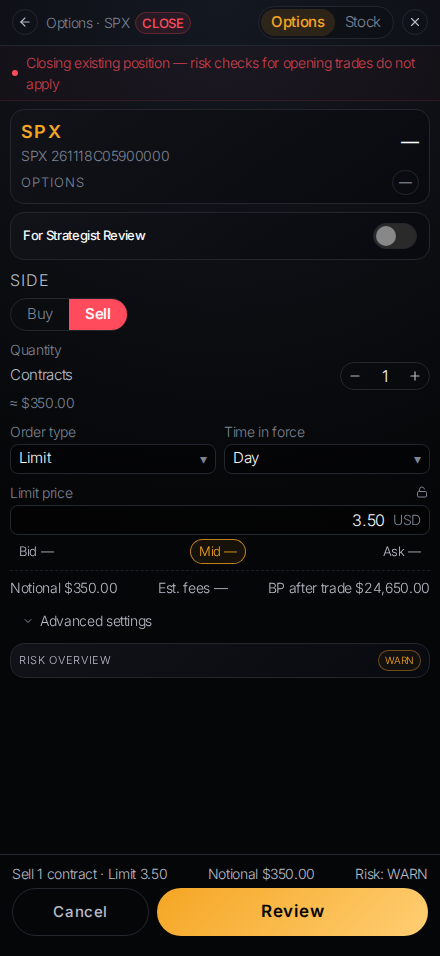 Options · SPX CLOSE Options Stock
Closing existing position — risk checks for opening trades do not
apply
SPX —
SPX 261118C05900000
OPTIONS —
For Strategist Review
SIDE
Buy Sell
Quantity
Contracts − 1 +
≈ $350.00
Order type Time in force
Limit Day
Limit price
3.50 USD
Bid — Mid — Ask —
Notional $350.00 Est. fees — BP after trade $24,650.00
Advanced settings
RISK OVERVIEW WARN
Sell 1 contract · Limit 3.50 Notional $350.00 Risk: WARN
Cancel Review